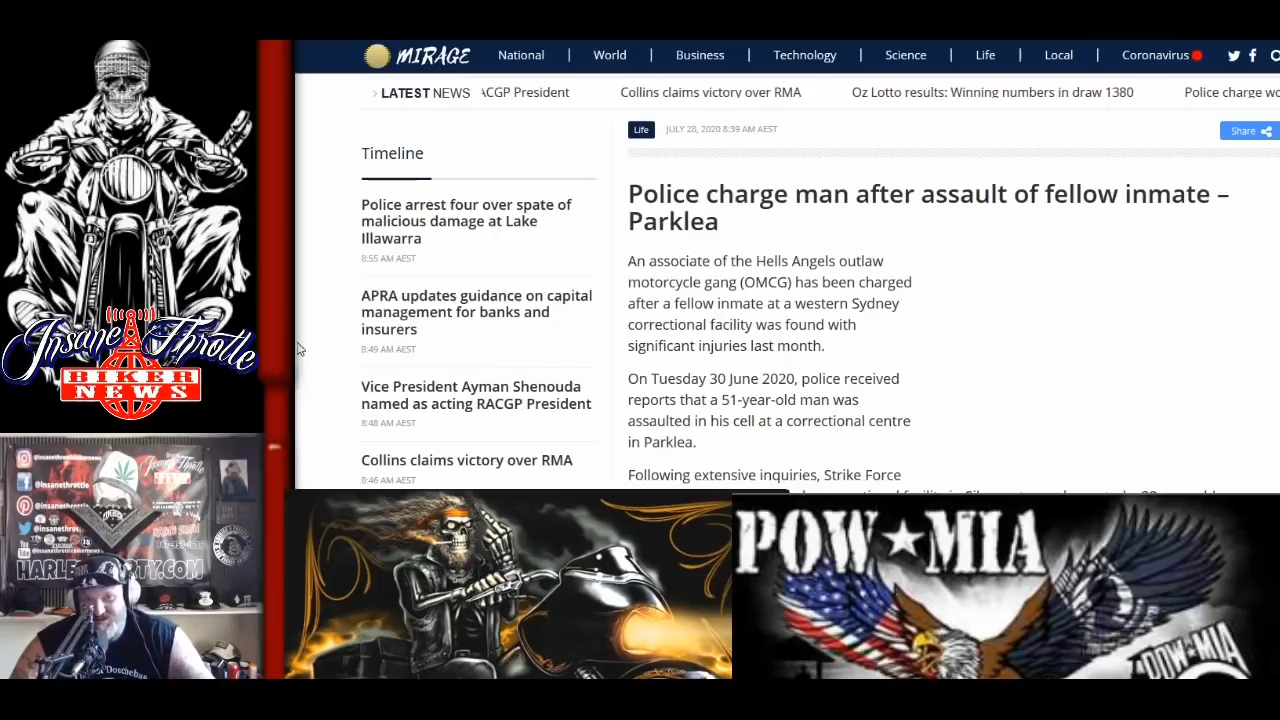 MIRAGE
National | World | Business | Technology | Science | Life | Local | Coronavirus
LATEST NEWS ACGP President Collins claims victory over RMA Oz Lotto results: Winning numbers in draw 1380 Police charge wo
Life JULY 28, 2020 8:39 AM AEST
Share
Timeline
Police arrest four over spate of
malicious damage at Lake
Illawarra
8:55 AM AEST
APRA updates guidance on capital
management for banks and
insurers
8:49 AM AEST
Vice President Ayman Shenouda
named as acting RACGP President
8:48 AM AEST
Collins claims victory over RMA
8:46 AM AEST
Police charge man after assault of fellow inmate –
Parklea
An associate of the Hells Angels outlaw
motorcycle gang (OMCG) has been charged
after a fellow inmate at a western Sydney
correctional facility was found with
significant injuries last month.
On Tuesday 30 June 2020, police received
reports that a 51-year-old man was
assaulted in his cell at a correctional centre
in Parklea.
Following extensive inquiries, Strike Force
Insane Throttle
BIKER
NEWS
@insanethrottlebikernews
@insanethro
@insanethro
@insanethrottlebikernews
Insane Throttle
POW★MIA
POW-MIA